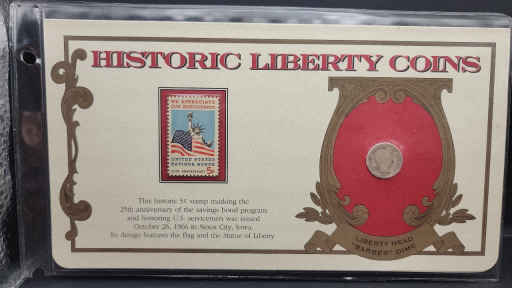 HISTORIC LIBERTY COINS
WE APPRECIATE
OUR SERVICEMEN
UNITED STATES
SAVINGS BONDS
5¢
This historic 5¢ stamp marking the
25th anniversary of the savings bond program
and honoring U.S. servicemen was issued
October 26, 1966 in Sioux City, Iowa.
Its design features the flag and the Statue of Liberty
LIBERTY HEAD
"BARBER" DIME